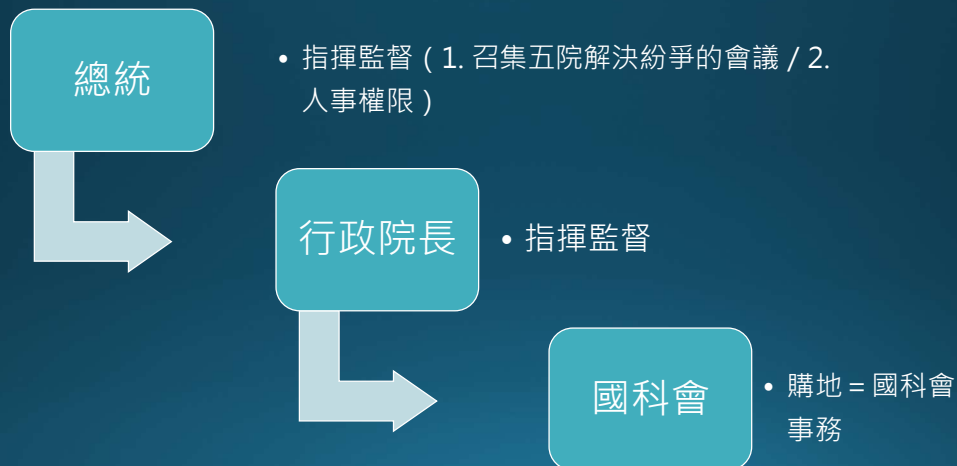 總統
• 指揮監督（1. 召集五院解決紛爭的會議 / 2.
人事權限）
行政院長
• 指揮監督
國科會
• 購地 = 國科會
事務